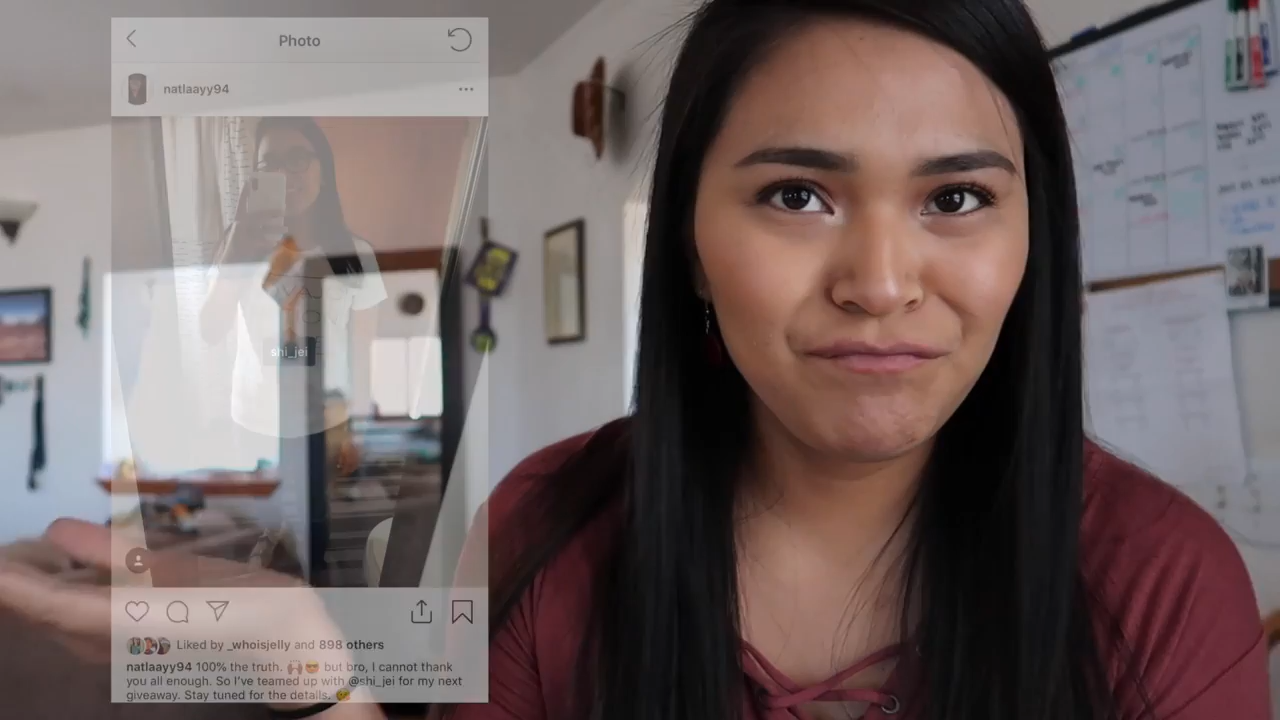 Photo
natlaayy94
shi_jei
Liked by _whoisjelly and 898 others
natlaayy94 100% the truth. 🙌🏻😎 but bro, I cannot thank
you all enough. So I've teamed up with @shi_jei for my next
giveaway. Stay tuned for the details.